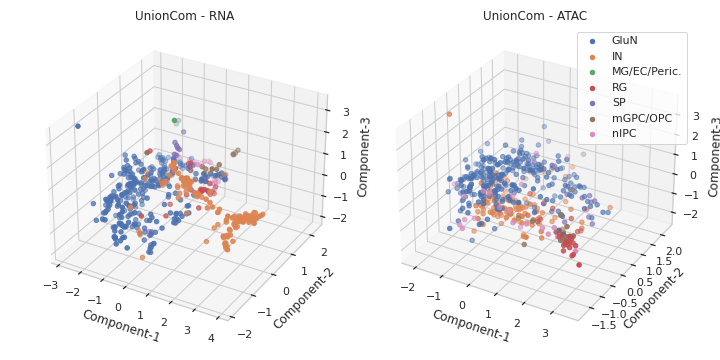 UnionCom - RNA
3
2
1
0
−1
−2
Component-3
−3
−2
−1
0
1
2
3
4
Component-1
−2
−1
0
1
2
Component-2
UnionCom - ATAC
GluN
IN
MG/EC/Peric.
RG
SP
mGPC/OPC
nIPC
3
2
1
0
−1
−2
Component-3
−2
−1
0
1
2
3
Component-1
−1.5
−1.0
−0.5
0.0
0.5
1.0
1.5
2.0
Component-2